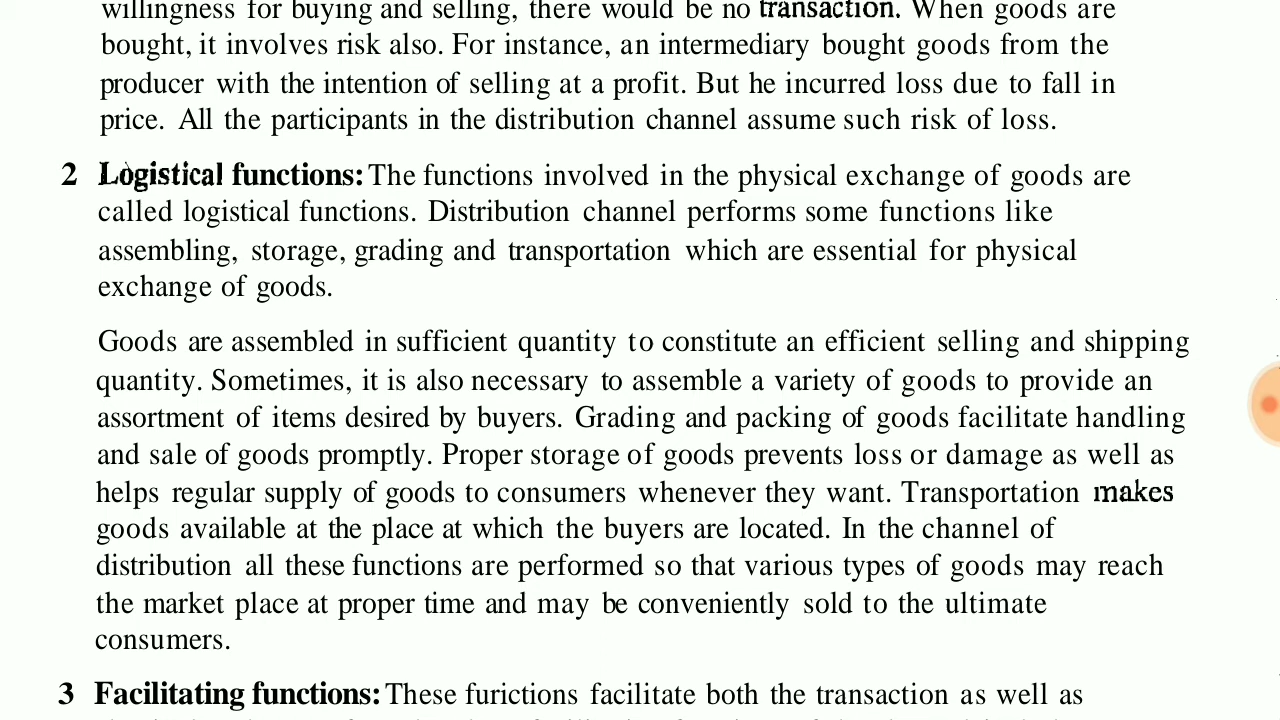 willingness for buying and selling, there would be no transaction. When goods are
bought, it involves risk also. For instance, an intermediary bought goods from the
producer with the intention of selling at a profit. But he incurred loss due to fall in
price. All the participants in the distribution channel assume such risk of loss.
2 Logistical functions: The functions involved in the physical exchange of goods are
called logistical functions. Distribution channel performs some functions like
assembling, storage, grading and transportation which are essential for physical
exchange of goods.
Goods are assembled in sufficient quantity to constitute an efficient selling and shipping
quantity. Sometimes, it is also necessary to assemble a variety of goods to provide an
assortment of items desired by buyers. Grading and packing of goods facilitate handling
and sale of goods promptly. Proper storage of goods prevents loss or damage as well as
helps regular supply of goods to consumers whenever they want. Transportation makes
goods available at the place at which the buyers are located. In the channel of
distribution all these functions are performed so that various types of goods may reach
the market place at proper time and may be conveniently sold to the ultimate
consumers.
3 Facilitating functions: These furictions facilitate both the transaction as well as